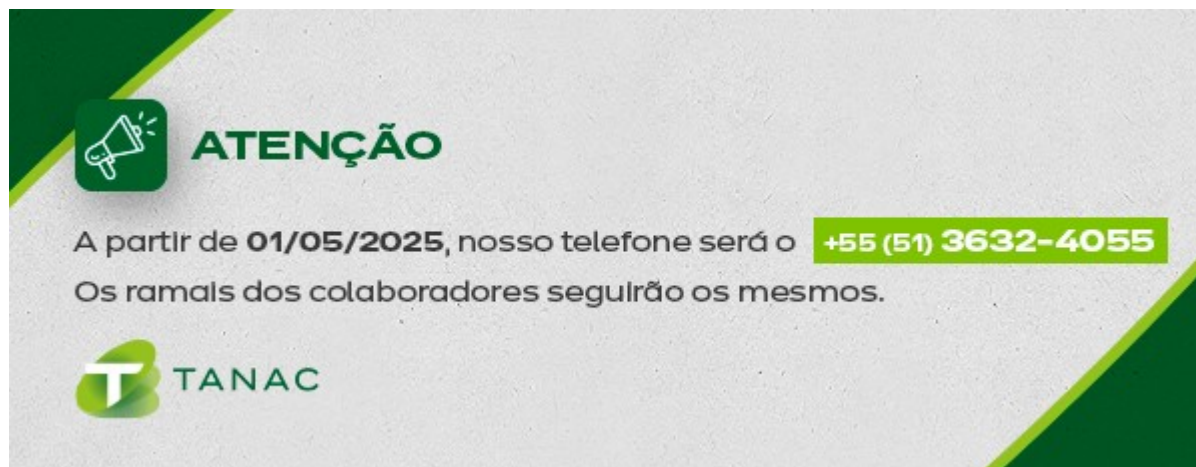 ATENÇÃO
A partir de 01/05/2025, nosso telefone será o +55 (51) 3632-4055
Os ramais dos colaboradores seguirão os mesmos.
TANAC